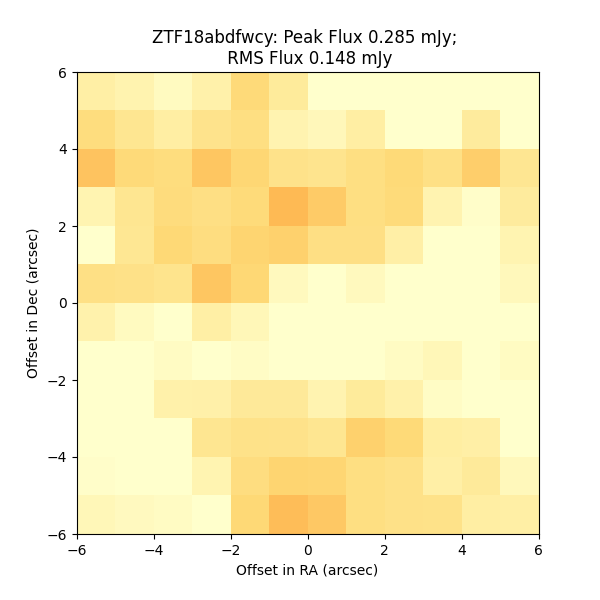 ZTF18abdfwcy: Peak Flux 0.285 mJy;
RMS Flux 0.148 mJy
6
4
2
0
−2
−4
−6
Offset in Dec (arcsec)
−6 −4 −2 0 2 4 6
Offset in RA (arcsec)